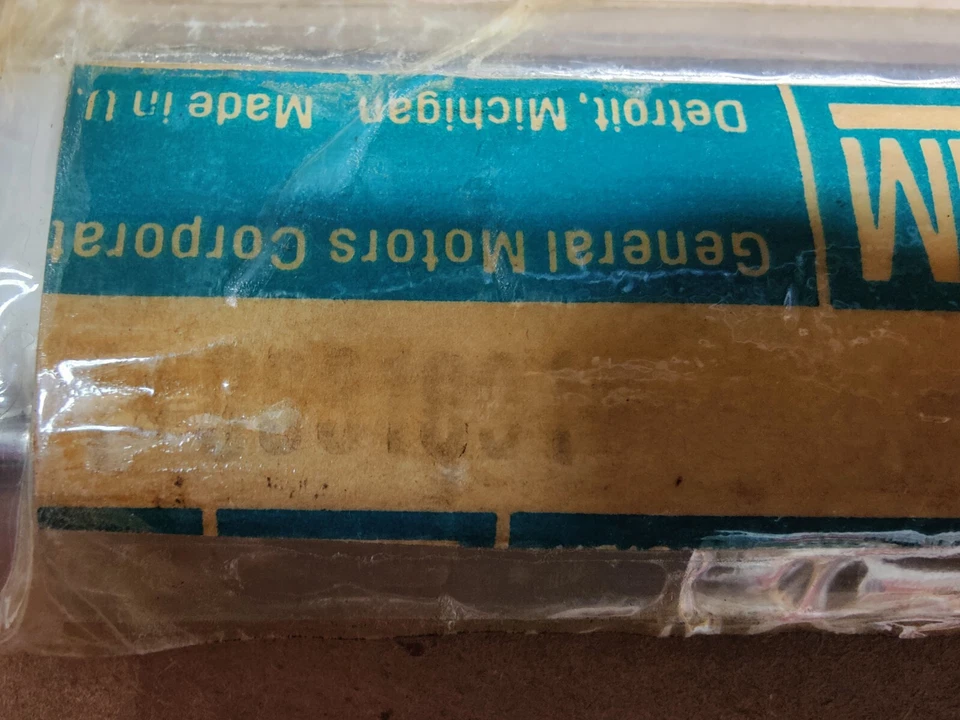 M
General Motors Corporat
Detroit, Michigan Made in U.